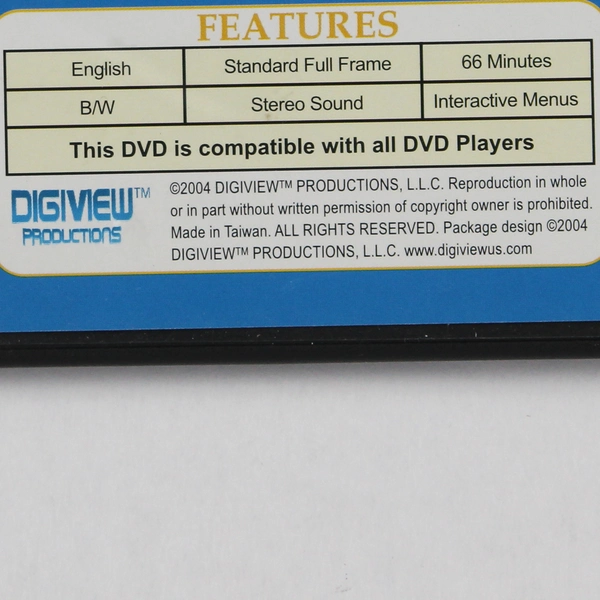 FEATURES
English Standard Full Frame 66 Minutes
B/W Stereo Sound Interactive Menus
This DVD is compatible with all DVD Players
DIGIVIEW™
PRODUCTIONS
©2004 DIGIVIEW™ PRODUCTIONS, L.L.C. Reproduction in whole
or in part without written permission of copyright owner is prohibited.
Made in Taiwan. ALL RIGHTS RESERVED. Package design ©2004
DIGIVIEW™ PRODUCTIONS, L.L.C. www.digiviewus.com